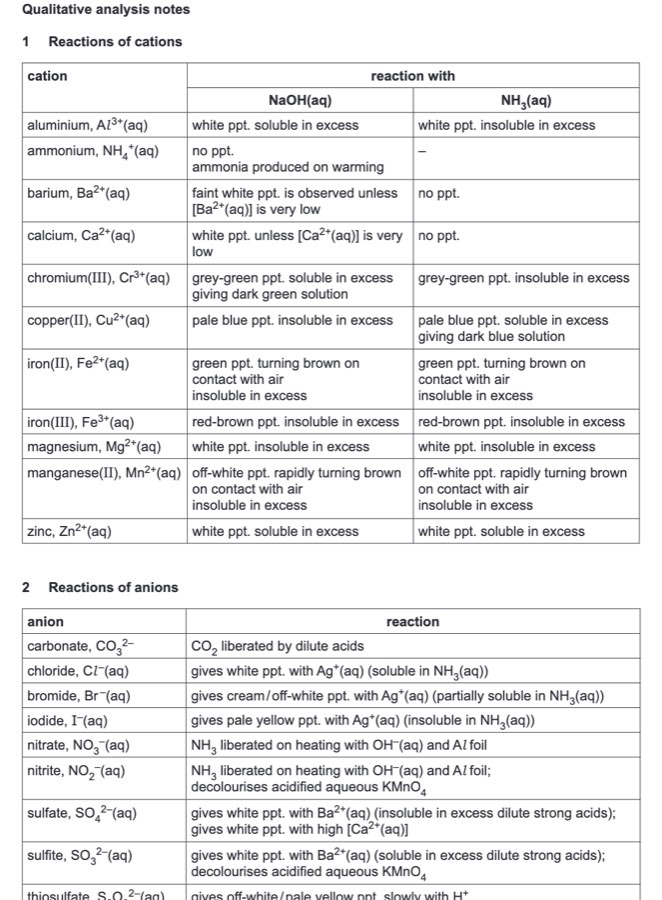 Qualitative analysis notes
1 Reactions of cations
cation
reaction with
NaOH(aq)
NH₃(aq)
aluminium, Al³⁺(aq) white ppt. soluble in excess white ppt. insoluble in excess
ammonium, NH₄⁺(aq) no ppt. –
ammonia produced on warming
barium, Ba²⁺(aq) faint white ppt. is observed unless no ppt.
[Ba²⁺(aq)] is very low
calcium, Ca²⁺(aq) white ppt. unless [Ca²⁺(aq)] is very no ppt.
low
chromium(III), Cr³⁺(aq) grey-green ppt. soluble in excess grey-green ppt. insoluble in excess
giving dark green solution
copper(II), Cu²⁺(aq) pale blue ppt. insoluble in excess pale blue ppt. soluble in excess
giving dark blue solution
iron(II), Fe²⁺(aq) green ppt. turning brown on green ppt. turning brown on
contact with air contact with air
insoluble in excess insoluble in excess
iron(III), Fe³⁺(aq) red-brown ppt. insoluble in excess red-brown ppt. insoluble in excess
magnesium, Mg²⁺(aq) white ppt. insoluble in excess white ppt. insoluble in excess
manganese(II), Mn²⁺(aq) off-white ppt. rapidly turning brown off-white ppt. rapidly turning brown
on contact with air on contact with air
insoluble in excess insoluble in excess
zinc, Zn²⁺(aq) white ppt. soluble in excess white ppt. soluble in excess
2 Reactions of anions
anion reaction
carbonate, CO₃²⁻ CO₂ liberated by dilute acids
chloride, Cl⁻(aq) gives white ppt. with Ag⁺(aq) (soluble in NH₃(aq))
bromide, Br⁻(aq) gives cream/off-white ppt. with Ag⁺(aq) (partially soluble in NH₃(aq))
iodide, I⁻(aq) gives pale yellow ppt. with Ag⁺(aq) (insoluble in NH₃(aq))
nitrate, NO₃⁻(aq) NH₃ liberated on heating with OH⁻(aq) and Al foil
nitrite, NO₂⁻(aq) NH₃ liberated on heating with OH⁻(aq) and Al foil;
decolourises acidified aqueous KMnO₄
sulfate, SO₄²⁻(aq) gives white ppt. with Ba²⁺(aq) (insoluble in excess dilute strong acids);
gives white ppt. with high [Ca²⁺(aq)]
sulfite, SO₃²⁻(aq) gives white ppt. with Ba²⁺(aq) (soluble in excess dilute strong acids);
decolourises acidified aqueous KMnO₄
thiosulfate, S₂O₃²⁻(aq) gives off-white/pale yellow ppt. slowly with H⁺